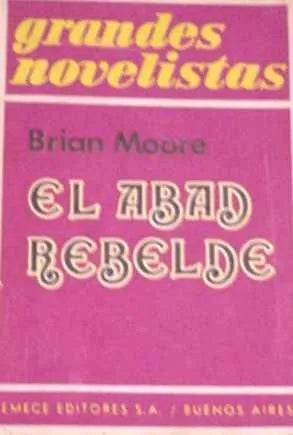 grandes
novelistas
Brian Moore
EL ABAD
REBELDE
EMECE EDITORES S.A. / BUENOS AIRES